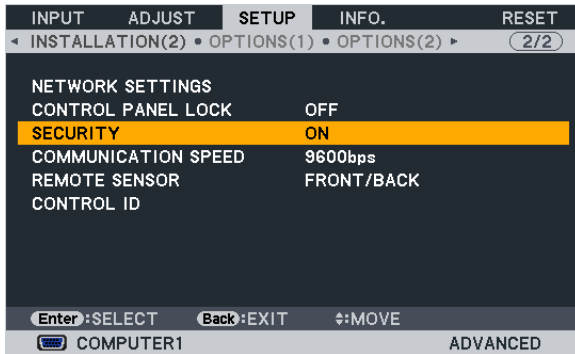 INPUT ADJUST SETUP INFO. RESET
◂ INSTALLATION(2) • OPTIONS(1) • OPTIONS(2) ▸ 2/2
NETWORK SETTINGS
CONTROL PANEL LOCK OFF
SECURITY ON
COMMUNICATION SPEED 9600bps
REMOTE SENSOR FRONT/BACK
CONTROL ID
Enter:SELECT Back:EXIT ♦:MOVE
COMPUTER1 ADVANCED